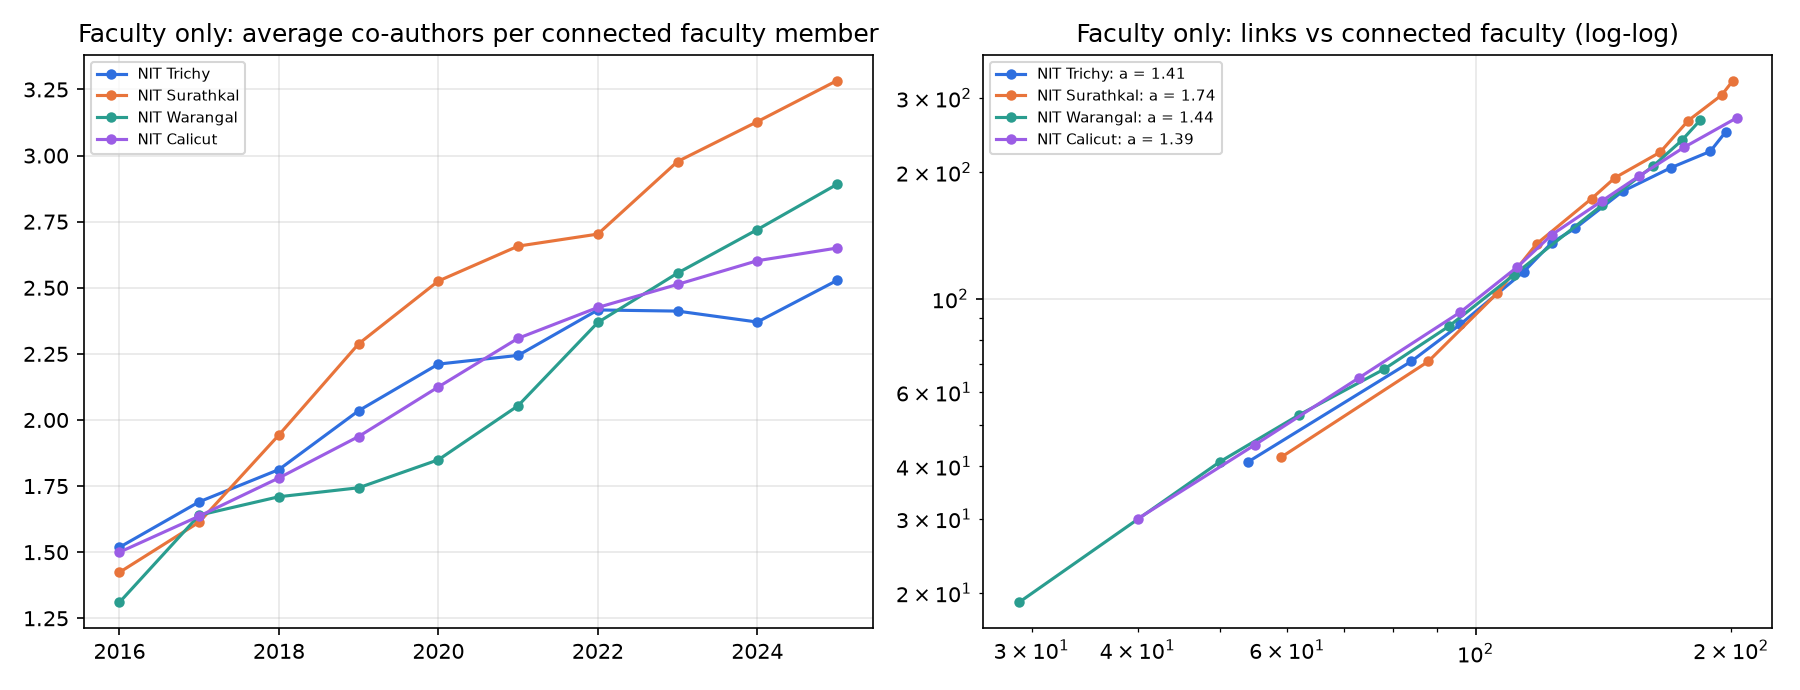 Faculty only: average co-authors per connected faculty member
NIT Trichy
NIT Surathkal
NIT Warangal
NIT Calicut
3.25
3.00
2.75
2.50
2.25
2.00
1.75
1.50
1.25
2016
2018
2020
2022
2024
Faculty only: links vs connected faculty (log-log)
NIT Trichy: a = 1.41
NIT Surathkal: a = 1.74
NIT Warangal: a = 1.44
NIT Calicut: a = 1.39
3 × 10²
2 × 10²
10²
6 × 10¹
4 × 10¹
3 × 10¹
2 × 10¹
3 × 10¹
4 × 10¹
6 × 10¹
10²
2 × 10²